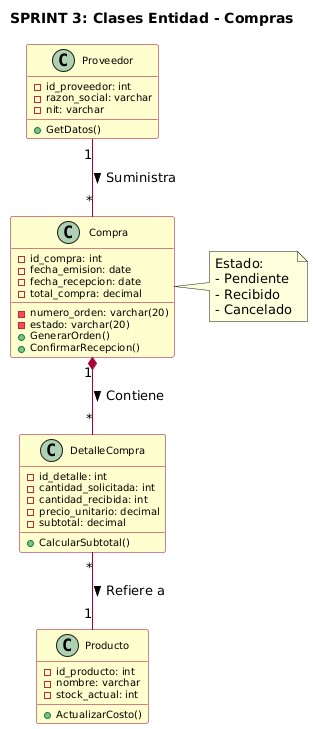 SPRINT 3: Clases Entidad - Compras
C Proveedor
id_proveedor: int
razon_social: varchar
nit: varchar
GetDatos()
1
Suministra
*
C Compra
id_compra: int
fecha_emision: date
fecha_recepcion: date
total_compra: decimal
numero_orden: varchar(20)
estado: varchar(20)
GenerarOrden()
ConfirmarRecepcion()
Estado:
- Pendiente
- Recibido
- Cancelado
1
Contiene
*
C DetalleCompra
id_detalle: int
cantidad_solicitada: int
cantidad_recibida: int
precio_unitario: decimal
subtotal: decimal
CalcularSubtotal()
*
Refiere a
1
C Producto
id_producto: int
nombre: varchar
stock_actual: int
ActualizarCosto()